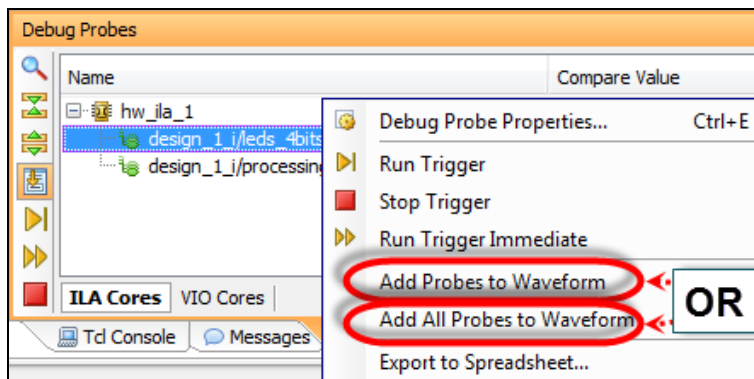 Debug Probes
Name
Compare Value
hw_ila_1
design_1_i/leds_4bits
design_1_i/processing
Debug Probe Properties... Ctrl+E
Run Trigger
Stop Trigger
Run Trigger Immediate
Add Probes to Waveform
Add All Probes to Waveform
OR
Export to Spreadsheet...
ILA Cores
VIO Cores
Tcl Console
Messages